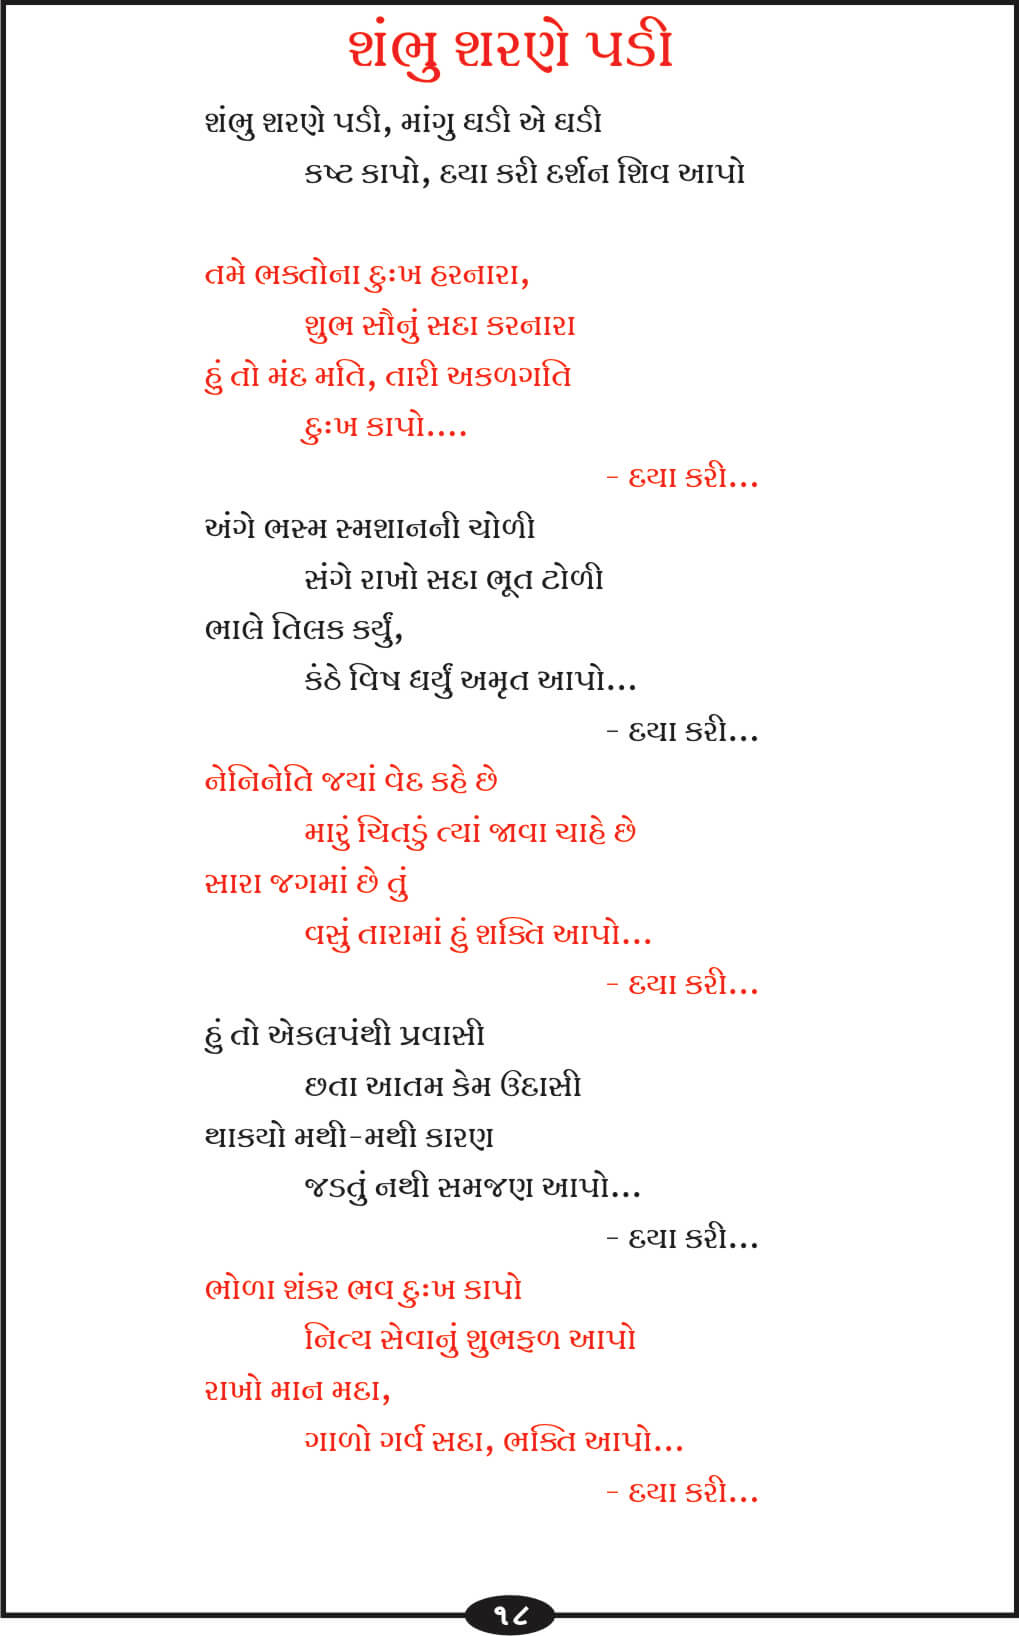 શંભુ શરણે પડી
શંભુ શરણે પડી, માંગુ ઘડી એ ઘડી
કષ્ટ કાપો, દયા કરી દર્શન શિવ આપો
તમે ભક્તોના દુઃખ હરનારા,
શુભ સૌનું સદા કરનારા
હું તો મંદ મતિ, તારી અકળગતિ
દુઃખ કાપો....
- દયા કરી...
અંગે ભસ્મ સ્મશાનની ચોળી
સંગે રાખો સદા ભૂત ટોળી
ભાલે તિલક કર્યું,
કંઠે વિષ ધર્યું અમૃત આપો...
- દયા કરી...
નેનિનેતિ જયાં વેદ કહે છે
મારું ચિતડું ત્યાં જાવા ચાહે છે
સારા જગમાં છે તું
વસું તારામાં હું શક્તિ આપો...
- દયા કરી...
હું તો એકલપંથી પ્રવાસી
છતા આતમ કેમ ઉદાસી
થાકયો મથી-મથી કારણ
જડતું નથી સમજણ આપો...
- દયા કરી...
ભોળા શંકર ભવ દુઃખ કાપો
નિત્ય સેવાનું શુભફળ આપો
રાખો માન મદા,
ગાળો ગર્વ સદા, ભક્તિ આપો...
- દયા કરી...
૧૮